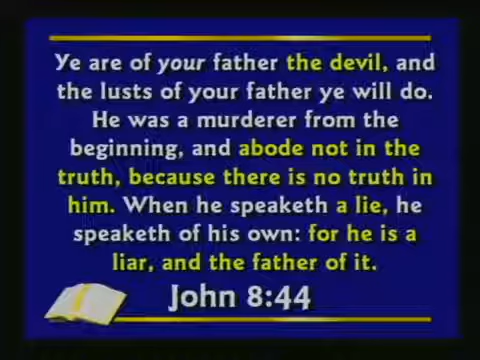 Ye are of your father the devil, and
the lusts of your father ye will do.
He was a murderer from the
beginning, and abode not in the
truth, because there is no truth in
him. When he speaketh a lie, he
speaketh of his own: for he is a
liar, and the father of it.
John 8:44